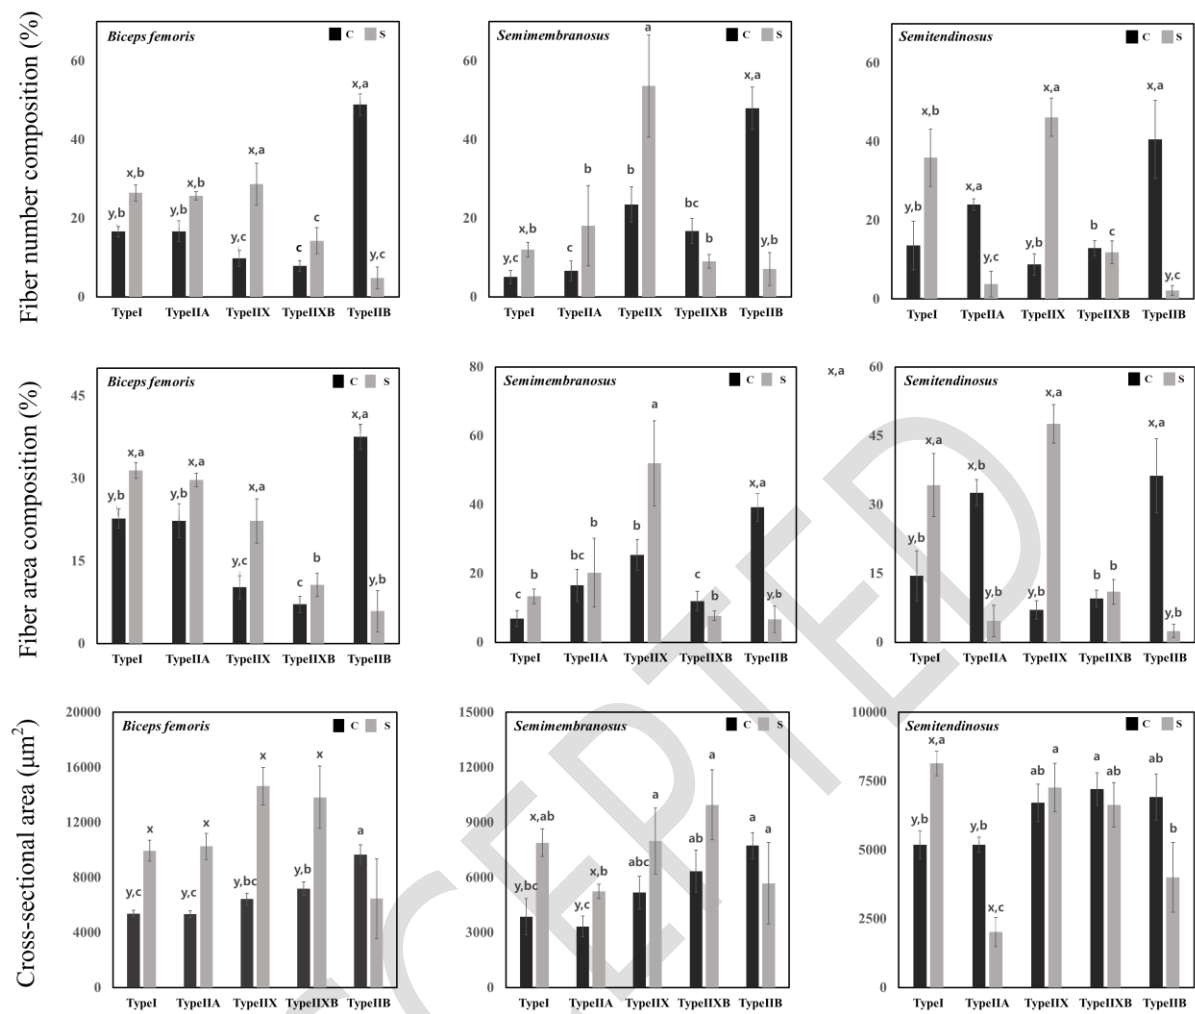 Fiber number composition (%)
Biceps femoris
C S
60
40
20
0
y,b x,b y,b x,b y,c x,a c c x,a y,c
TypeI TypeIIA TypeIIX TypeIIXB TypeIIB
Semimembranosus
C S
60
40
20
0
y,c b c b b a bc b x,a y,b
TypeI TypeIIA TypeIIX TypeIIXB TypeIIB
Semitendinosus
C S
60
40
20
0
y,b x,b x,a y,c y,b x,a b c x,a y,c
TypeI TypeIIA TypeIIX TypeIIXB TypeIIB
Fiber area composition (%)
Biceps femoris
C S
45
30
15
0
y,b x,a y,b x,a y,c x,a c b x,a y,b
TypeI TypeIIA TypeIIX TypeIIXB TypeIIB
Semimembranosus
C S
80
60
40
20
0
c b bc b b a c b x,a y,b
TypeI TypeIIA TypeIIX TypeIIXB TypeIIB
x,a
Semitendinosus
C S
60
45
30
15
0
y,b x,a x,b y,b y,b x,a b b x,a y,b
TypeI TypeIIA TypeIIX TypeIIXB TypeIIB
Cross-sectional area (μm²)
Biceps femoris
C S
20000
16000
12000
8000
4000
0
y,c x y,c x y,bc x y,b x a
TypeI TypeIIA TypeIIX TypeIIXB TypeIIB
Semimembranosus
C S
15000
12000
9000
6000
3000
0
y,bc x,ab y,c x,b abc a ab a a a
TypeI TypeIIA TypeIIX TypeIIXB TypeIIB
Semitendinosus
C S
10000
7500
5000
2500
0
y,b x,a y,b x,c ab a a ab ab b
TypeI TypeIIA TypeIIX TypeIIXB TypeIIB
CCEPTED